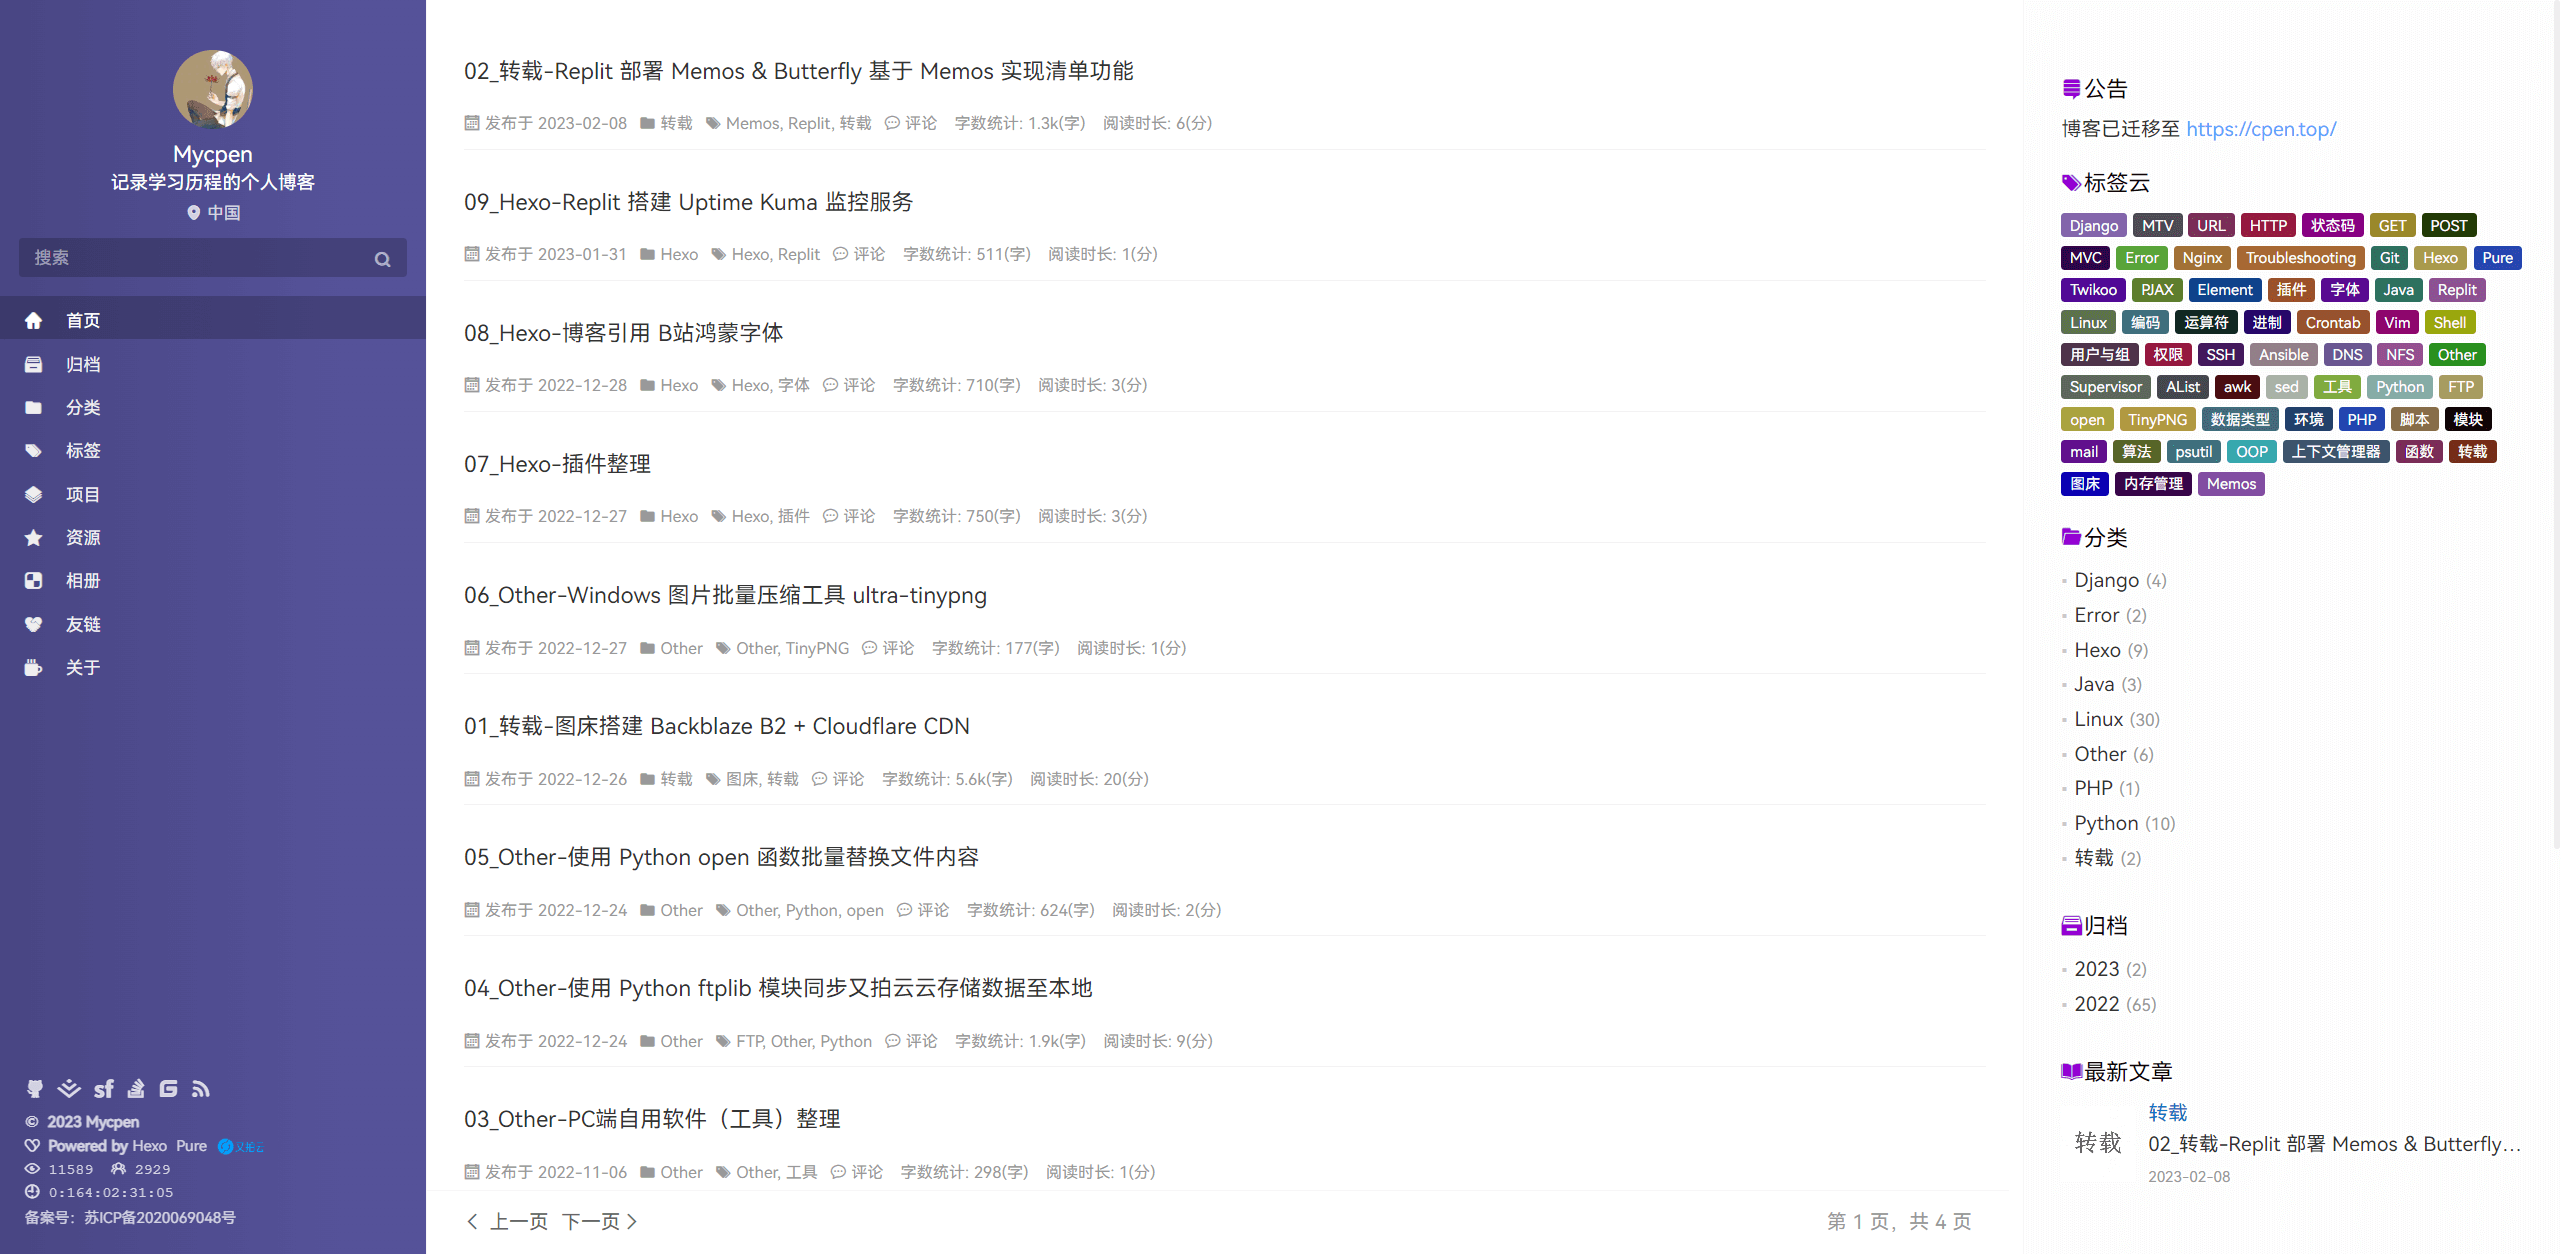 Mycpen
记录学习历程的个人博客
中国
搜索
首页
归档
分类
标签
项目
资源
相册
友链
关于
© 2023 Mycpen
Powered by Hexo Pure 又拍云
11589 2929
0:164:02:31:05
备案号：苏ICP备2020069048号
02_转载-Replit 部署 Memos & Butterfly 基于 Memos 实现清单功能
发布于 2023-02-08 转载 Memos, Replit, 转载 评论 字数统计: 1.3k(字) 阅读时长: 6(分)
09_Hexo-Replit 搭建 Uptime Kuma 监控服务
发布于 2023-01-31 Hexo Hexo, Replit 评论 字数统计: 511(字) 阅读时长: 1(分)
08_Hexo-博客引用 B站鸿蒙字体
发布于 2022-12-28 Hexo Hexo, 字体 评论 字数统计: 710(字) 阅读时长: 3(分)
07_Hexo-插件整理
发布于 2022-12-27 Hexo Hexo, 插件 评论 字数统计: 750(字) 阅读时长: 3(分)
06_Other-Windows 图片批量压缩工具 ultra-tinypng
发布于 2022-12-27 Other Other, TinyPNG 评论 字数统计: 177(字) 阅读时长: 1(分)
01_转载-图床搭建 Backblaze B2 + Cloudflare CDN
发布于 2022-12-26 转载 图床, 转载 评论 字数统计: 5.6k(字) 阅读时长: 20(分)
05_Other-使用 Python open 函数批量替换文件内容
发布于 2022-12-24 Other Other, Python, open 评论 字数统计: 624(字) 阅读时长: 2(分)
04_Other-使用 Python ftplib 模块同步又拍云云存储数据至本地
发布于 2022-12-24 Other FTP, Other, Python 评论 字数统计: 1.9k(字) 阅读时长: 9(分)
03_Other-PC端自用软件（工具）整理
发布于 2022-11-06 Other Other, 工具 评论 字数统计: 298(字) 阅读时长: 1(分)
上一页 下一页 第 1 页，共 4 页
公告
博客已迁移至 https://cpen.top/
标签云
Django MTV URL HTTP 状态码 GET POST
MVC Error Nginx Troubleshooting Git Hexo Pure
Twikoo PJAX Element 插件 字体 Java Replit
Linux 编码 运算符 进制 Crontab Vim Shell
用户与组 权限 SSH Ansible DNS NFS Other
Supervisor AList awk sed 工具 Python FTP
open TinyPNG 数据类型 环境 PHP 脚本 模块
mail 算法 psutil OOP 上下文管理器 函数 转载
图床 内存管理 Memos
分类
Django (4)
Error (2)
Hexo (9)
Java (3)
Linux (30)
Other (6)
PHP (1)
Python (10)
转载 (2)
归档
2023 (2)
2022 (65)
最新文章
转载
转载
02_转载-Replit 部署 Memos & Butterfly…
2023-02-08